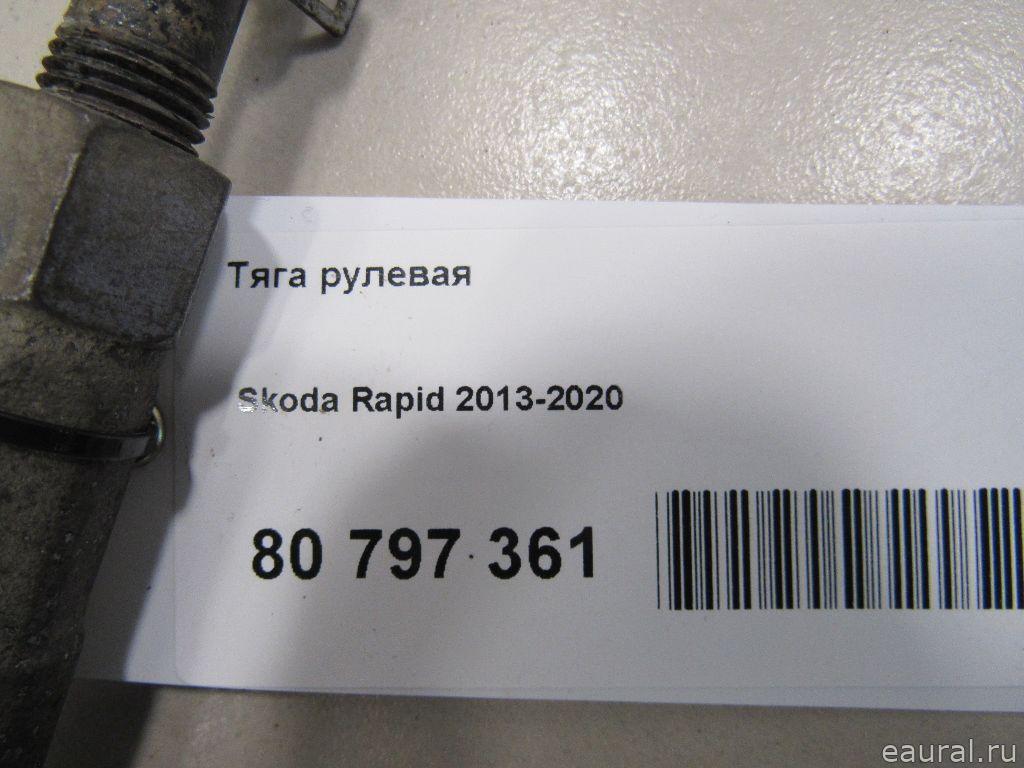 Тяга рулевая
Skoda Rapid 2013-2020
80 797 361
eaural.ru